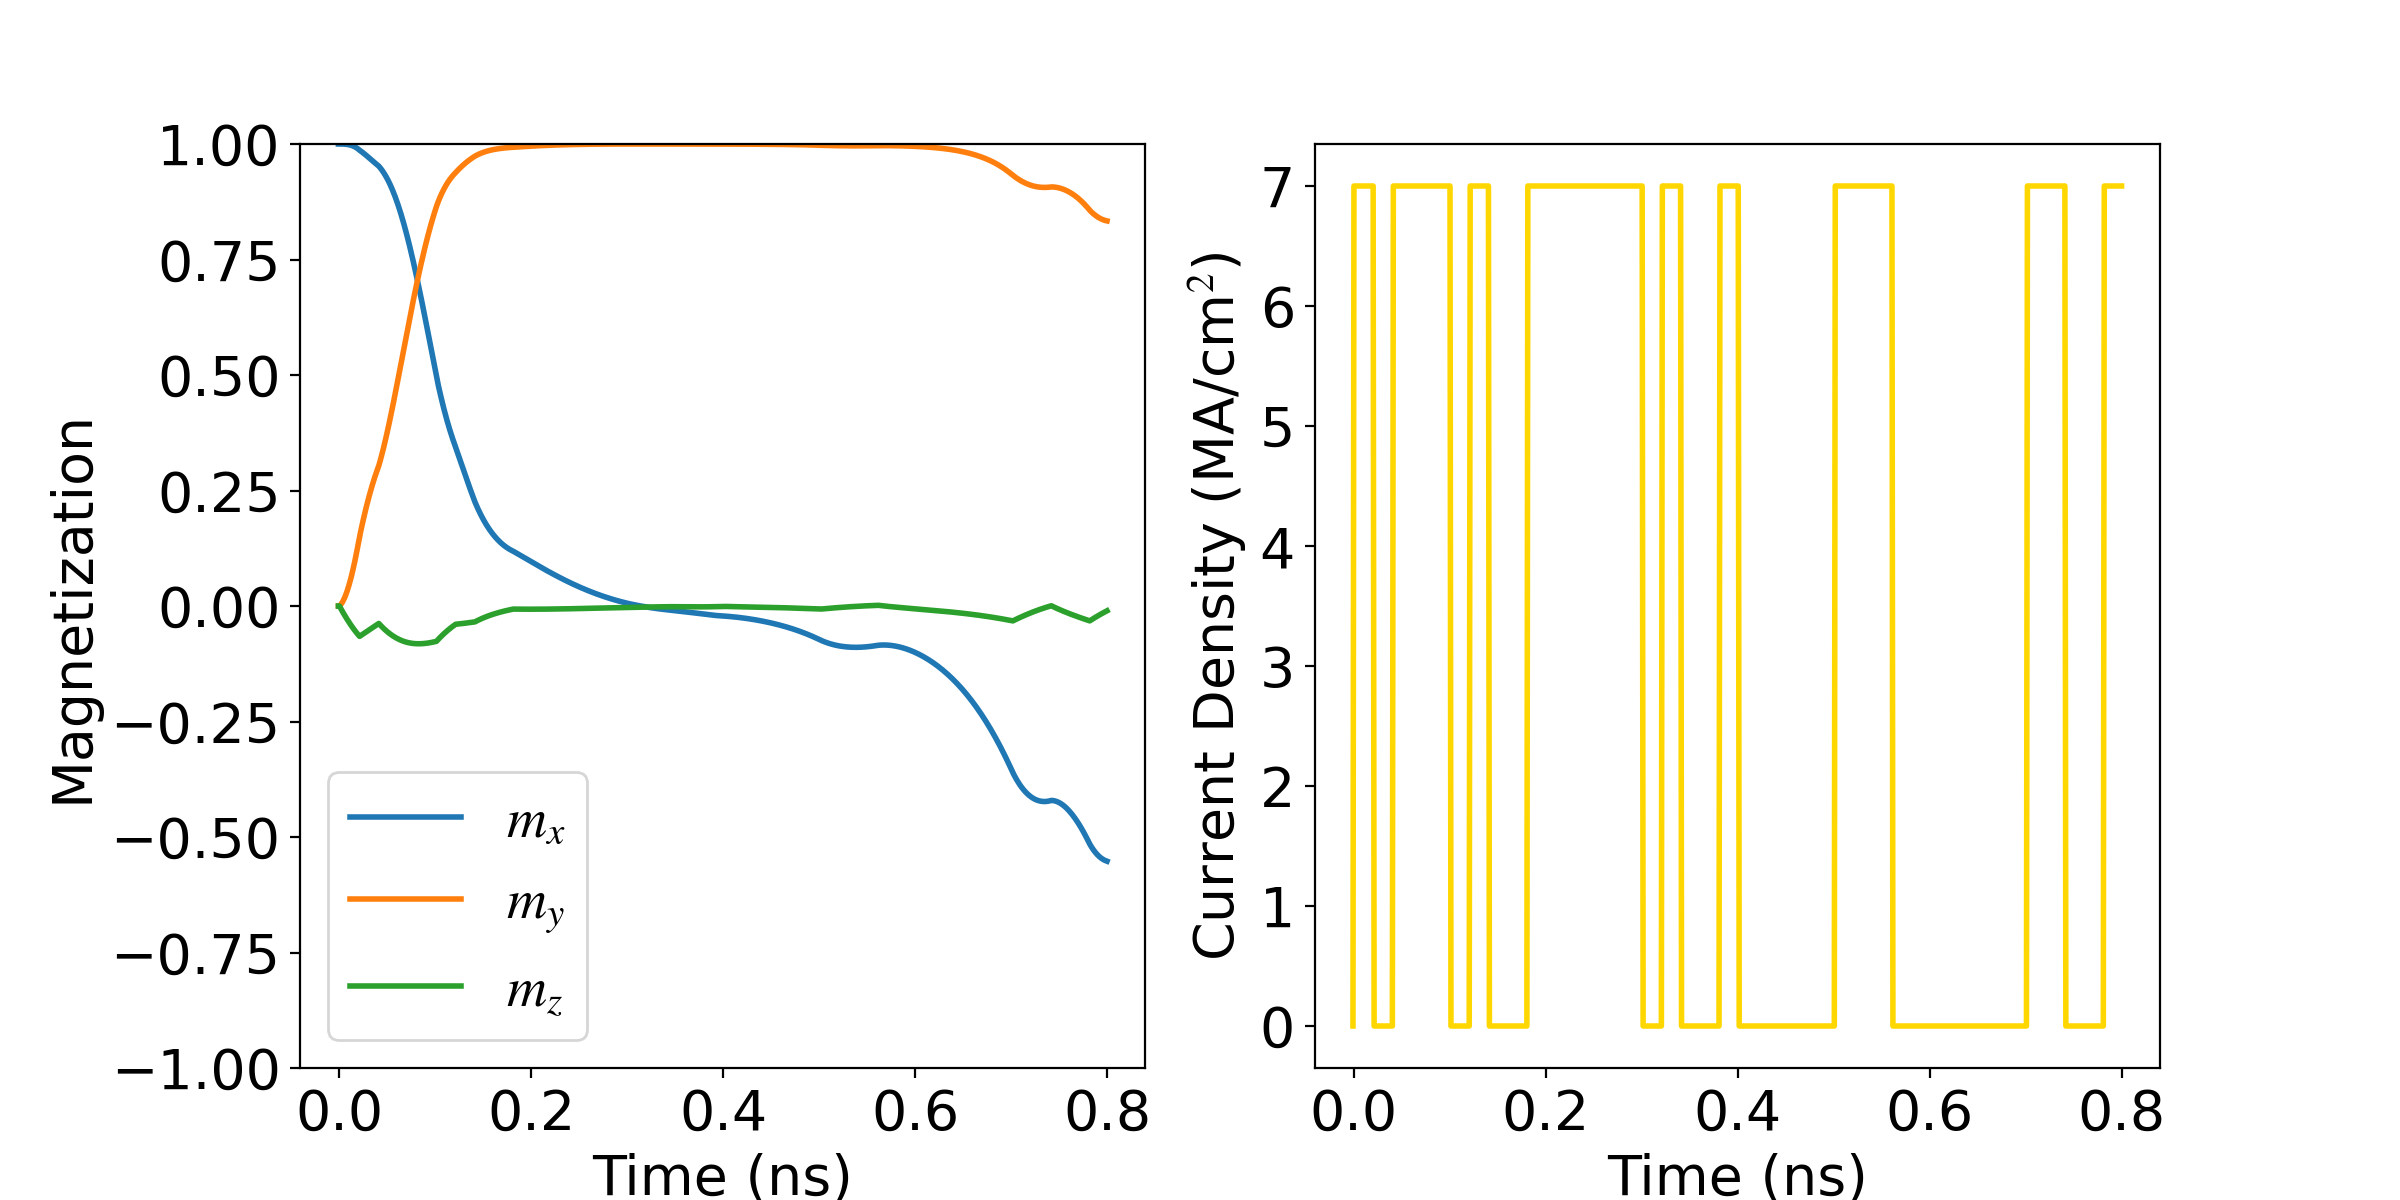 1.00
0.75
0.50
0.25
0.00
−0.25
−0.50
−0.75
−1.00
Magnetization
m_x
m_y
m_z
0.0 0.2 0.4 0.6 0.8
Time (ns)
7
6
5
4
3
2
1
0
Current Density (MA/cm²)
0.0 0.2 0.4 0.6 0.8
Time (ns)